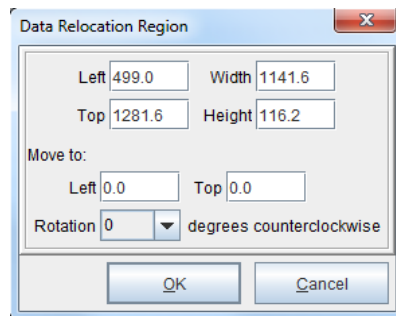 Data Relocation Region
Left 499.0 Width 1141.6
Top 1281.6 Height 116.2
Move to:
Left 0.0 Top 0.0
Rotation 0 degrees counterclockwise
OK Cancel